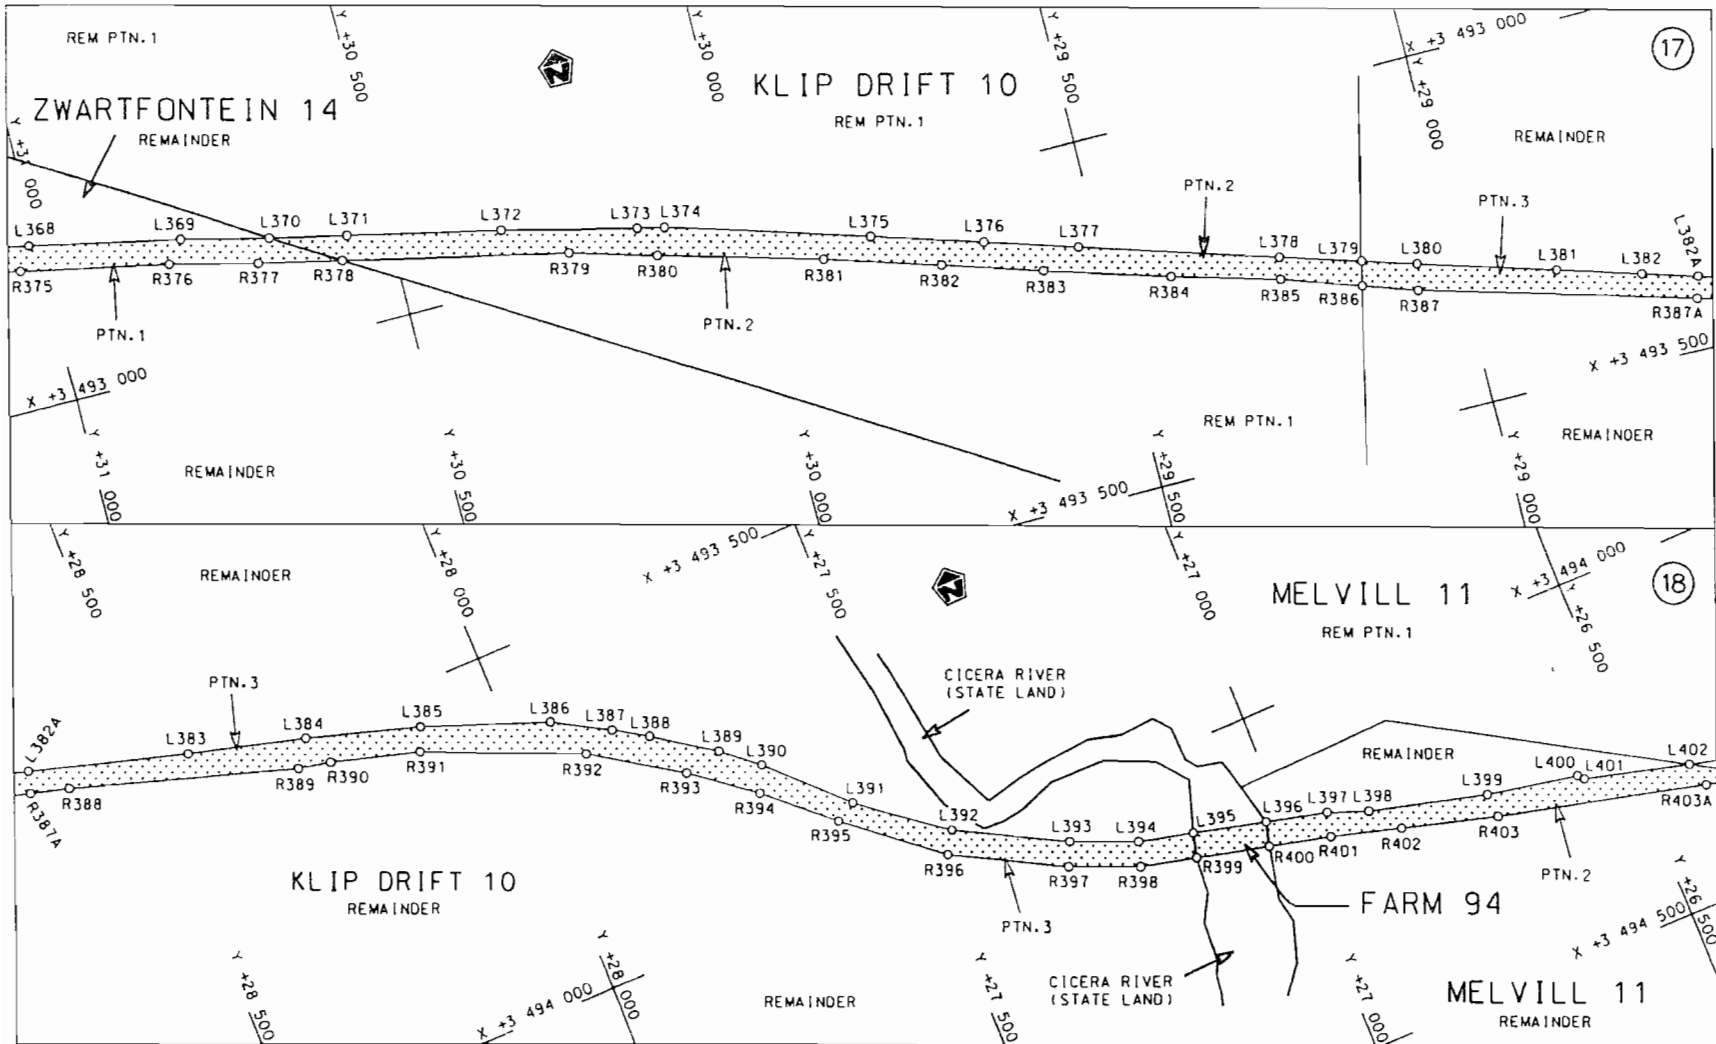 REM PTN.1
Y +30 500
Y +30 000
Y +29 500
X +3 493 000
Y +29 000
17
KLIP DRIFT 10
REM PTN.1
ZWARTFONTEIN 14
REMAINDER
REMAINDER
Y +31 000
PTN.2
PTN.3
L368
L369
L370
L371
L372
L373
L374
L375
L376
L377
L378
L379
L380
L381
L382
L382A
R375
R376
R377
R378
R379
R380
R381
R382
R383
R384
R385
R386
R387
R387A
PTN.1
PTN.2
X +3 493 500
X +3 493 000
REM PTN.1
REMAINDER
REMAINDER
Y +31 000
Y +30 500
Y +30 000
X +3 493 500
Y +29 500
Y +29 000
Y +28 500
REMAINDER
Y +28 000
X +3 493 500
Y +27 500
Y +27 000
MELVILL 11
REM PTN.1
X +3 494 000
Y +26 500
18
CICERA RIVER
(STATE LAND)
PTN.3
L382A
L383
L384
L385
L386
L387
L388
L389
L390
L391
L392
L393
L394
L395
L396
L397
L398
L399
L400
L401
L402
REMAINDER
R387A
R388
R389
R390
R391
R392
R393
R394
R395
R396
R397
R398
R399
R400
R401
R402
R403
R403A
KLIP DRIFT 10
REMAINDER
PTN.3
FARM 94
PTN.2
Y +28 500
X +3 494 000
Y +28 000
REMAINDER
Y +27 500
CICERA RIVER
(STATE LAND)
Y +27 000
X +3 494 500
Y +26 500
MELVILL 11
REMAINDER